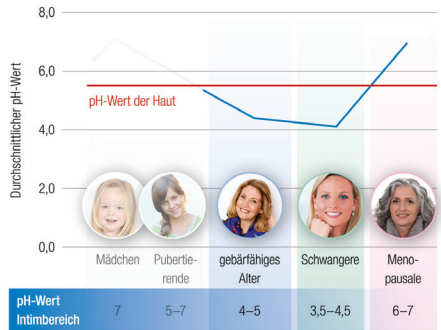 8,0
6,0
4,0
2,0
0,0
Durchschnittlicher pH-Wert
pH-Wert der Haut
Mädchen
Pubertie-
rende
gebärfähiges
Alter
Schwangere
Meno-
pausale
pH-Wert
Intimbereich
7
5–7
4–5
3,5–4,5
6–7